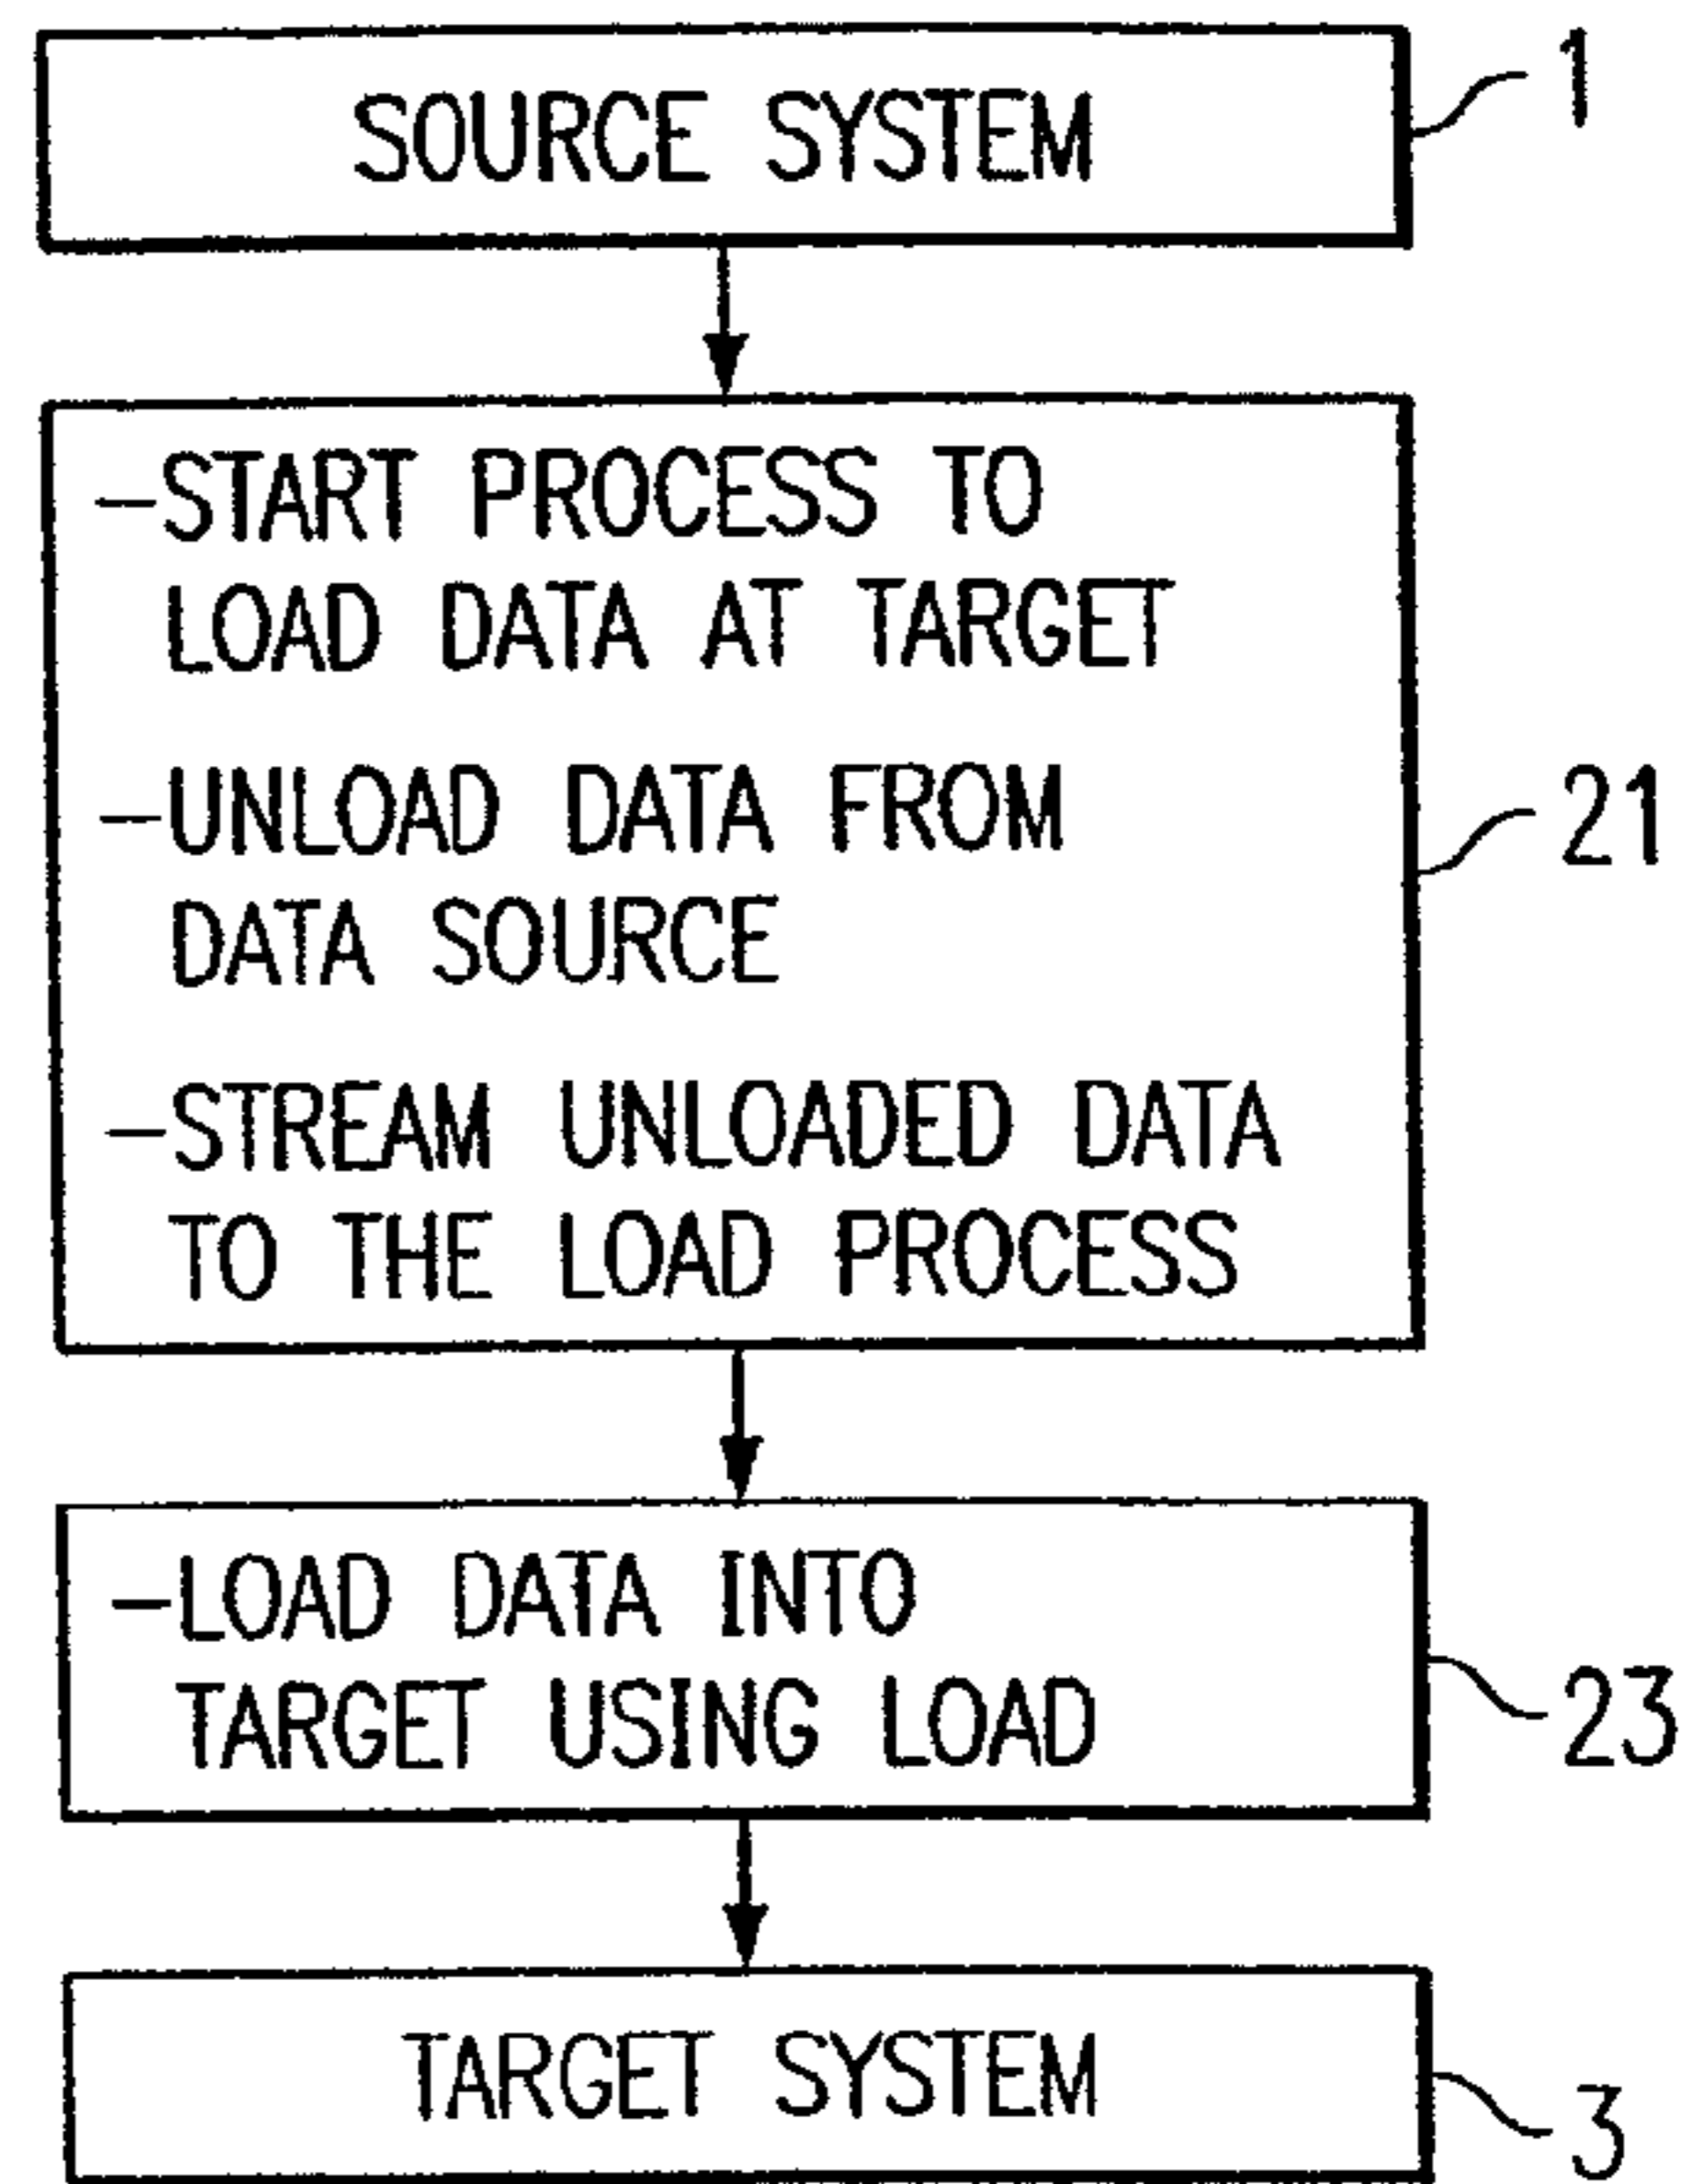 SOURCE SYSTEM
1
-START PROCESS TO
LOAD DATA AT TARGET
-UNLOAD DATA FROM
DATA SOURCE
-STREAM UNLOADED DATA
TO THE LOAD PROCESS
21
-LOAD DATA INTO
TARGET USING LOAD
23
TARGET SYSTEM
3